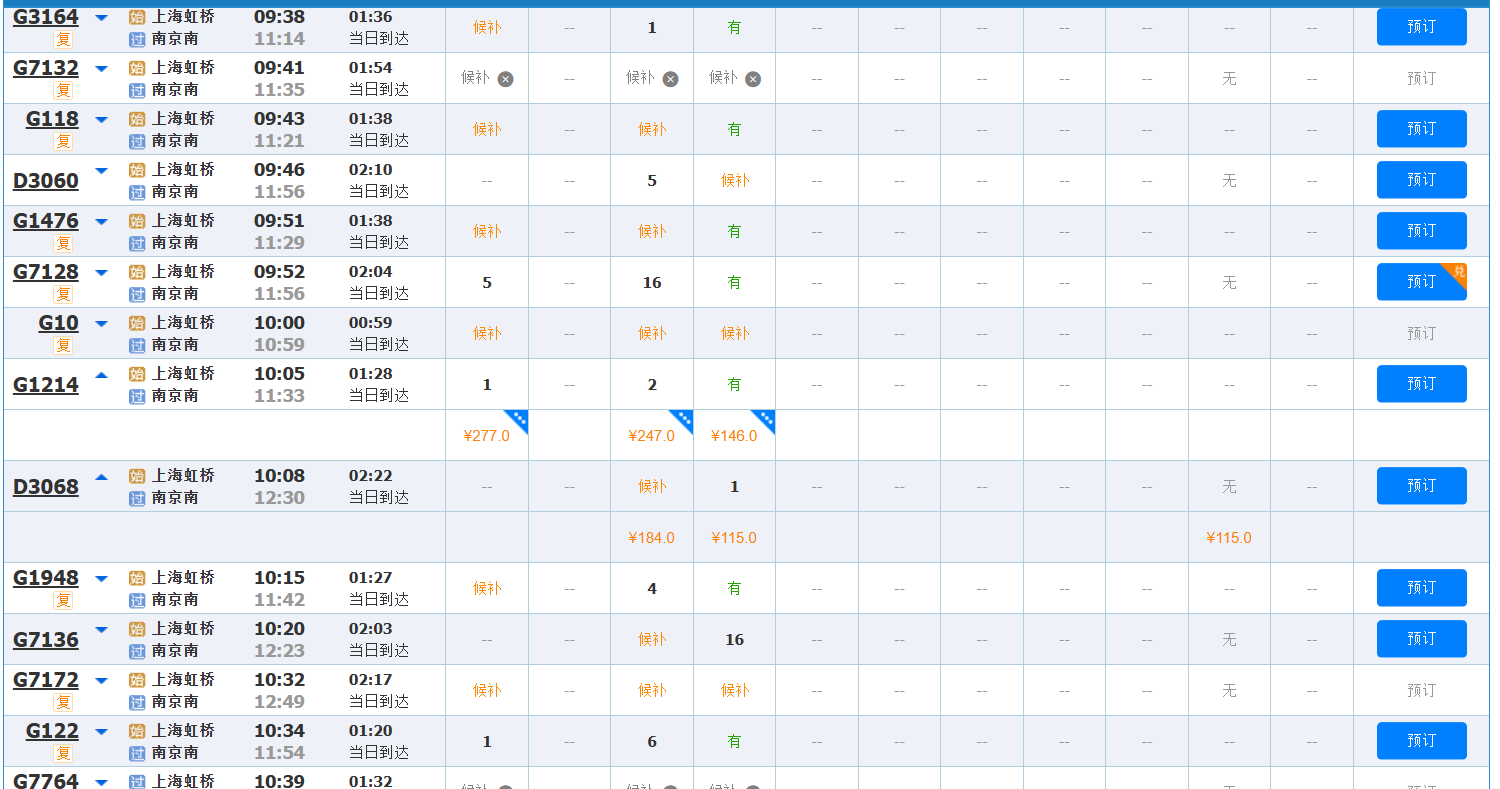 G3164 始 上海虹桥 09:38 01:36 候补 -- 1 有 -- -- -- -- -- -- -- 预订
复 过 南京南 11:14 当日到达
G7132 始 上海虹桥 09:41 01:54 候补 -- 候补 候补 -- -- -- -- -- 无 -- 预订
复 过 南京南 11:35 当日到达
G118 始 上海虹桥 09:43 01:38 候补 -- 候补 有 -- -- -- -- -- -- -- 预订
复 过 南京南 11:21 当日到达
D3060 始 上海虹桥 09:46 02:10 -- -- 5 候补 -- -- -- -- -- 无 -- 预订
过 南京南 11:56 当日到达
G1476 始 上海虹桥 09:51 01:38 候补 -- 候补 有 -- -- -- -- -- -- -- 预订
复 过 南京南 11:29 当日到达
G7128 始 上海虹桥 09:52 02:04 5 -- 16 有 -- -- -- -- -- 无 -- 预订 兑
复 过 南京南 11:56 当日到达
G10 始 上海虹桥 10:00 00:59 候补 -- 候补 候补 -- -- -- -- -- -- -- 预订
复 过 南京南 10:59 当日到达
G1214 始 上海虹桥 10:05 01:28 1 -- 2 有 -- -- -- -- -- -- -- 预订
过 南京南 11:33 当日到达
¥277.0 ¥247.0 ¥146.0
D3068 始 上海虹桥 10:08 02:22 -- -- 候补 1 -- -- -- -- -- 无 -- 预订
过 南京南 12:30 当日到达
¥184.0 ¥115.0 ¥115.0
G1948 始 上海虹桥 10:15 01:27 候补 -- 4 有 -- -- -- -- -- -- -- 预订
复 过 南京南 11:42 当日到达
G7136 始 上海虹桥 10:20 02:03 -- -- 候补 16 -- -- -- -- -- 无 -- 预订
过 南京南 12:23 当日到达
G7172 始 上海虹桥 10:32 02:17 候补 -- 候补 候补 -- -- -- -- -- 无 -- 预订
复 过 南京南 12:49 当日到达
G122 始 上海虹桥 10:34 01:20 1 -- 6 有 -- -- -- -- -- -- -- 预订
复 过 南京南 11:54 当日到达
G7764 过 上海虹桥 10:39 01:32